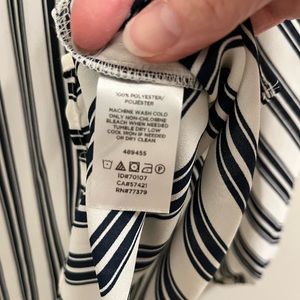 100% POLYESTER/
POLIESTER
MACHINE WASH COLD
ONLY NON-CHLORINE
BLEACH WHEN NEEDED
TUMBLE DRY LOW
COOL IRON IF NEEDED
OR DRY CLEAN
489455
ID#70107
CA#57421
RN#77379